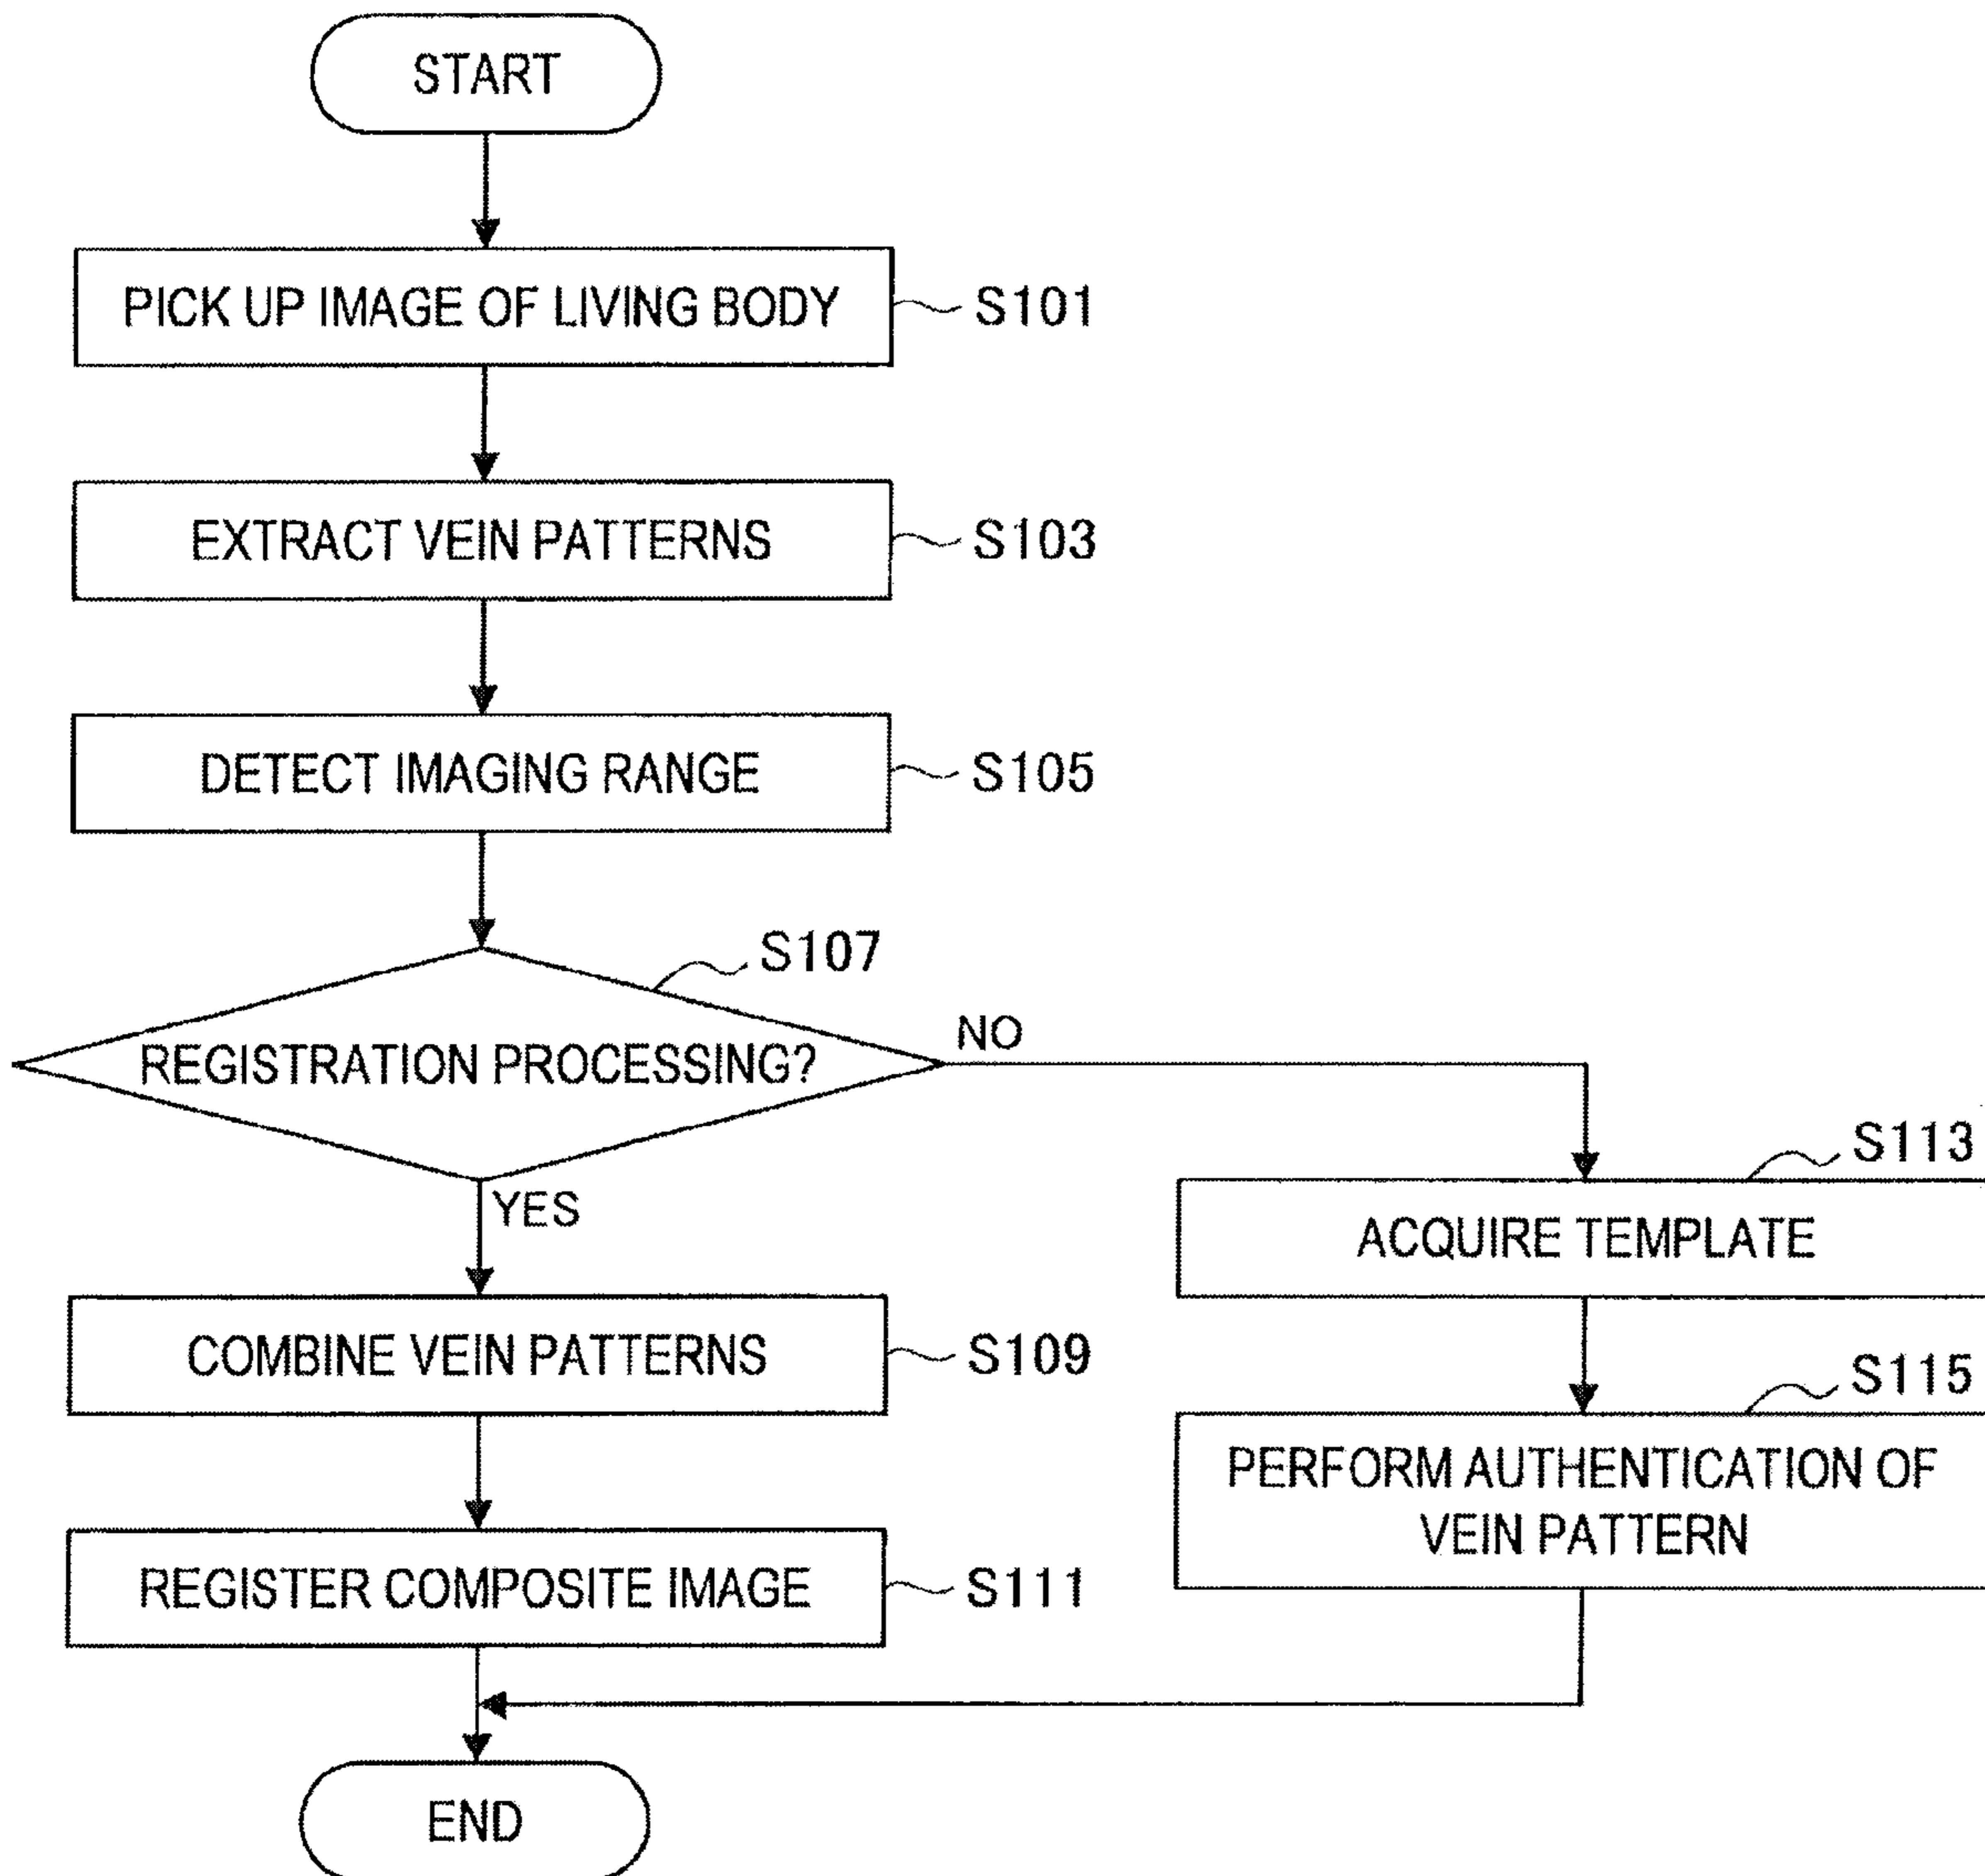 START
PICK UP IMAGE OF LIVING BODY
S101
EXTRACT VEIN PATTERNS
S103
DETECT IMAGING RANGE
S105
S107
REGISTRATION PROCESSING?
NO
YES
S113
ACQUIRE TEMPLATE
COMBINE VEIN PATTERNS
S109
S115
PERFORM AUTHENTICATION OF
VEIN PATTERN
REGISTER COMPOSITE IMAGE
S111
END